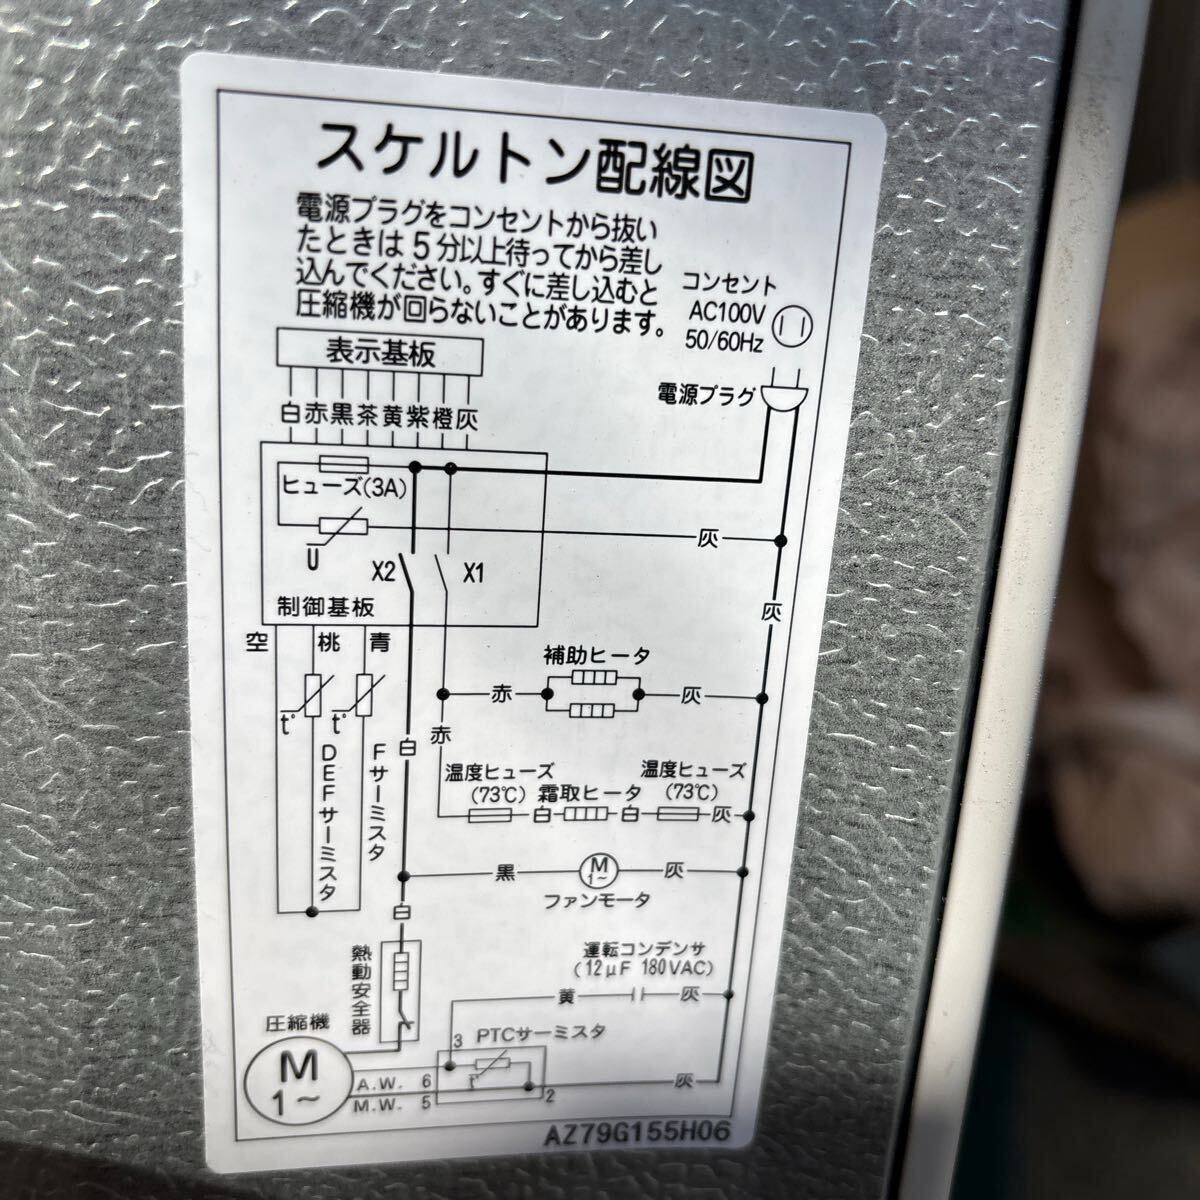 スケルトン配線図
電源プラグをコンセントから抜い
たときは5分以上待ってから差し
込んでください。すぐに差し込むと
圧縮機が回らないことがあります。
コンセント
AC100V
50/60Hz
表示基板
電源プラグ
白 赤 黒 茶 黄 紫 橙 灰
ヒューズ(3A)
灰
U
X2
X1
灰
制御基板
空 桃 青
補助ヒータ
赤
灰
t°
t°
白
赤
DEFサーミスタ
Fサーミスタ
温度ヒューズ
(73℃)
霜取ヒータ
温度ヒューズ
(73℃)
白
白
灰
黒
M
1~
灰
ファンモータ
白
熱動安全器
運転コンデンサ
(12μF 180VAC)
黄
灰
圧縮機
3
PTCサーミスタ
M
1~
A.W. 6
M.W. 5
2
灰
AZ79G155H06